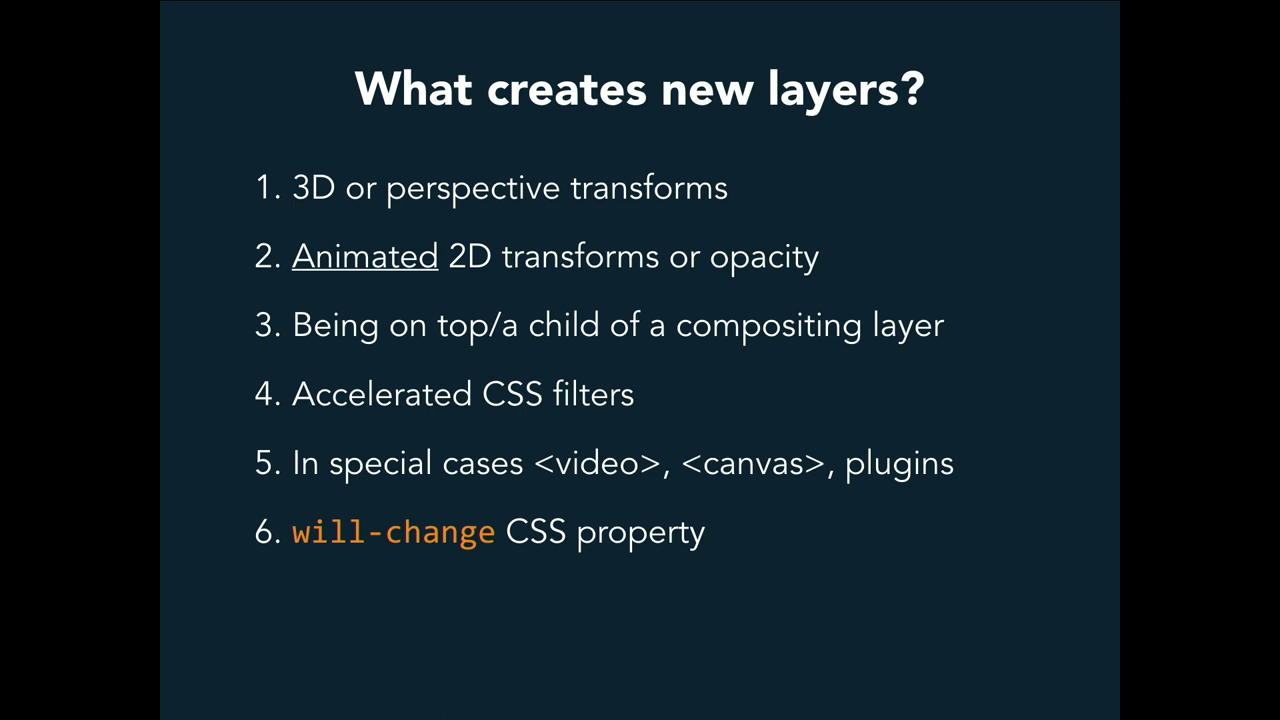 What creates new layers?
1. 3D or perspective transforms
2. Animated 2D transforms or opacity
3. Being on top/a child of a compositing layer
4. Accelerated CSS filters
5. In special cases <video>, <canvas>, plugins
6. will-change CSS property